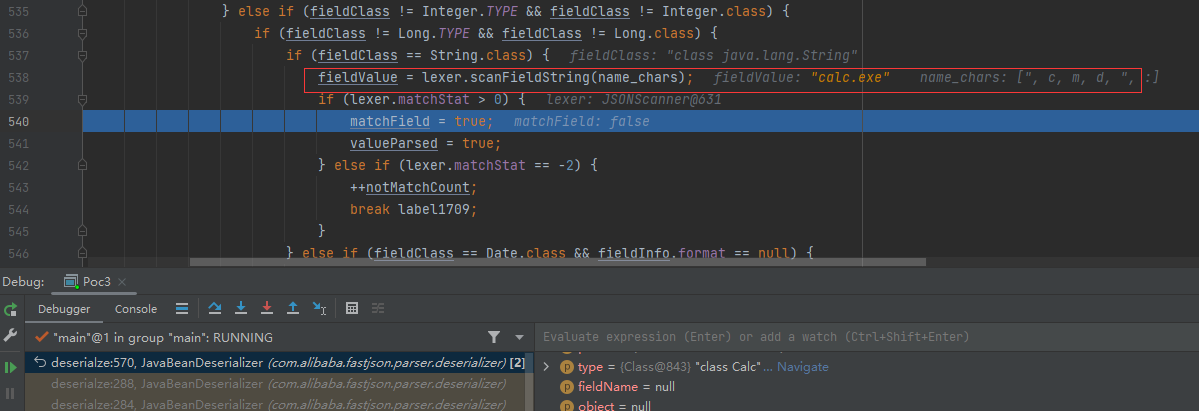 535 } else if (fieldClass != Integer.TYPE && fieldClass != Integer.class) {
536 if (fieldClass != Long.TYPE && fieldClass != Long.class) {
537 if (fieldClass == String.class) { fieldClass: "class java.lang.String"
538 fieldValue = lexer.scanFieldString(name_chars); fieldValue: "calc.exe" name_chars: [", c, m, d, ", :]
539 if (lexer.matchStat > 0) { lexer: JSONScanner@631
540 matchField = true; matchField: false
541 valueParsed = true;
542 } else if (lexer.matchStat == -2) {
543 ++notMatchCount;
544 break label1709;
545 }
546 } else if (fieldClass == Date.class && fieldInfo.format == null) {
Debug: Poc3
Debugger Console
"main"@1 in group "main": RUNNING
Evaluate expression (Enter) or add a watch (Ctrl+Shift+Enter)
deserialze:570, JavaBeanDeserializer (com.alibaba.fastjson.parser.deserializer) [2]
type = {Class@843} "class Calc"... Navigate
deserialze:288, JavaBeanDeserializer (com.alibaba.fastjson.parser.deserializer)
fieldName = null
deserialze:284, JavaBeanDeserializer (com.alibaba.fastjson.parser.deserializer)
object = null